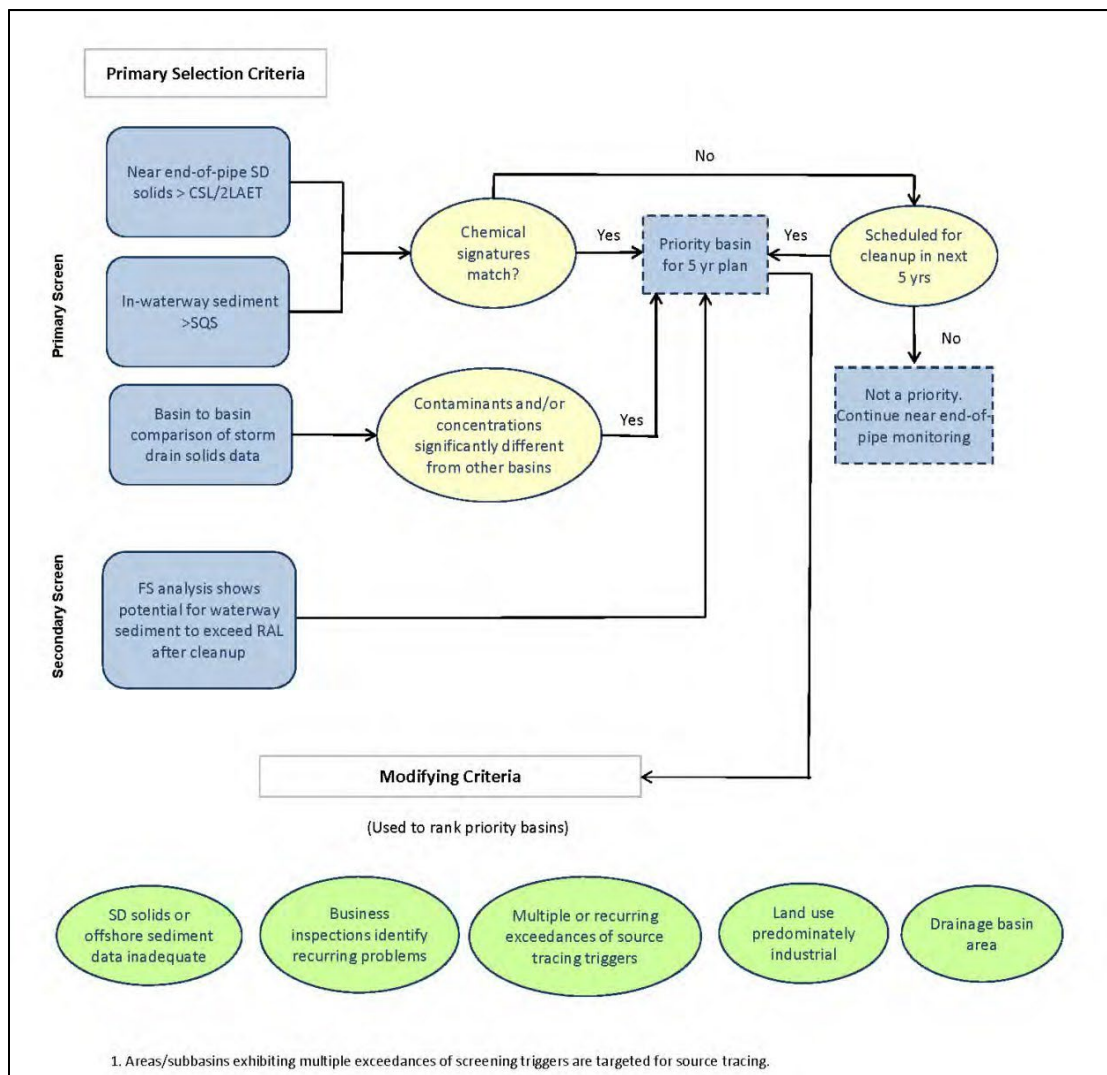 Primary Selection Criteria
Primary Screen
Near end-of-pipe SD
solids > CSL/2LAET
In-waterway sediment
>SQS
Basin to basin
comparison of storm
drain solids data
Chemical
signatures match?
Contaminants and/or
concentrations
significantly different
from other basins
Yes
Yes
No
Priority basin
for 5 yr plan
Yes
Scheduled for
cleanup in next
5 yrs
No
Not a priority.
Continue near end-of-
pipe monitoring
Secondary Screen
FS analysis shows
potential for waterway
sediment to exceed RAL
after cleanup
Modifying Criteria
(Used to rank priority basins)
SD solids or
offshore sediment
data inadequate
Business
inspections identify
recurring problems
Multiple or recurring
exceedances of source
tracing triggers
Land use
predominately
industrial
Drainage basin
area
1. Areas/subbasins exhibiting multiple exceedances of screening triggers are targeted for source tracing.